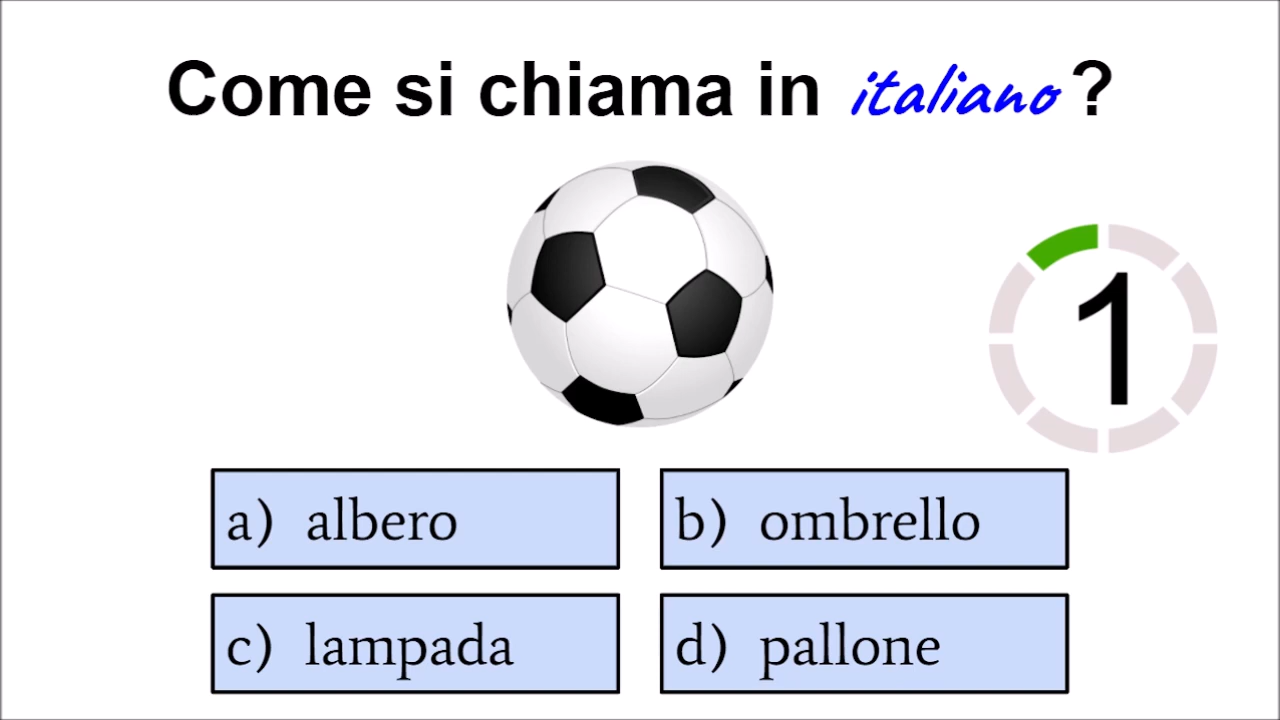 Come si chiama in italiano ?
1
a) albero
b) ombrello
c) lampada
d) pallone